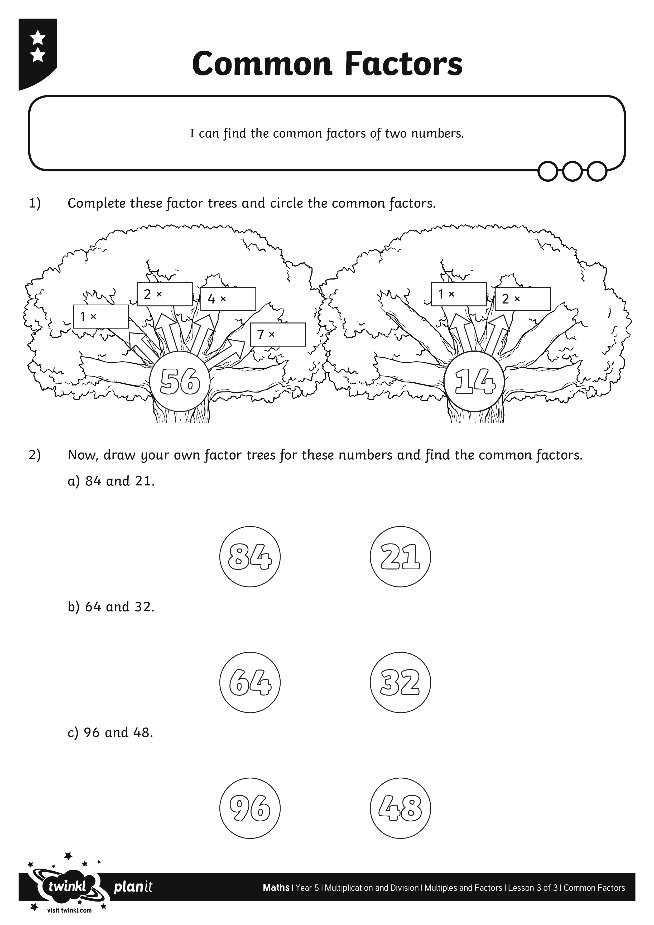 Common Factors
I can find the common factors of two numbers.
1) Complete these factor trees and circle the common factors.
1 ×
2 ×
4 ×
7 ×
56
1 ×
2 ×
14
2) Now, draw your own factor trees for these numbers and find the common factors.
a) 84 and 21.
84 21
b) 64 and 32.
64 32
c) 96 and 48.
96 48
twinkl planit
visit twinkl.com
Maths | Year 5 | Multiplication and Division | Multiples and Factors | Lesson 3 of 3 | Common Factors